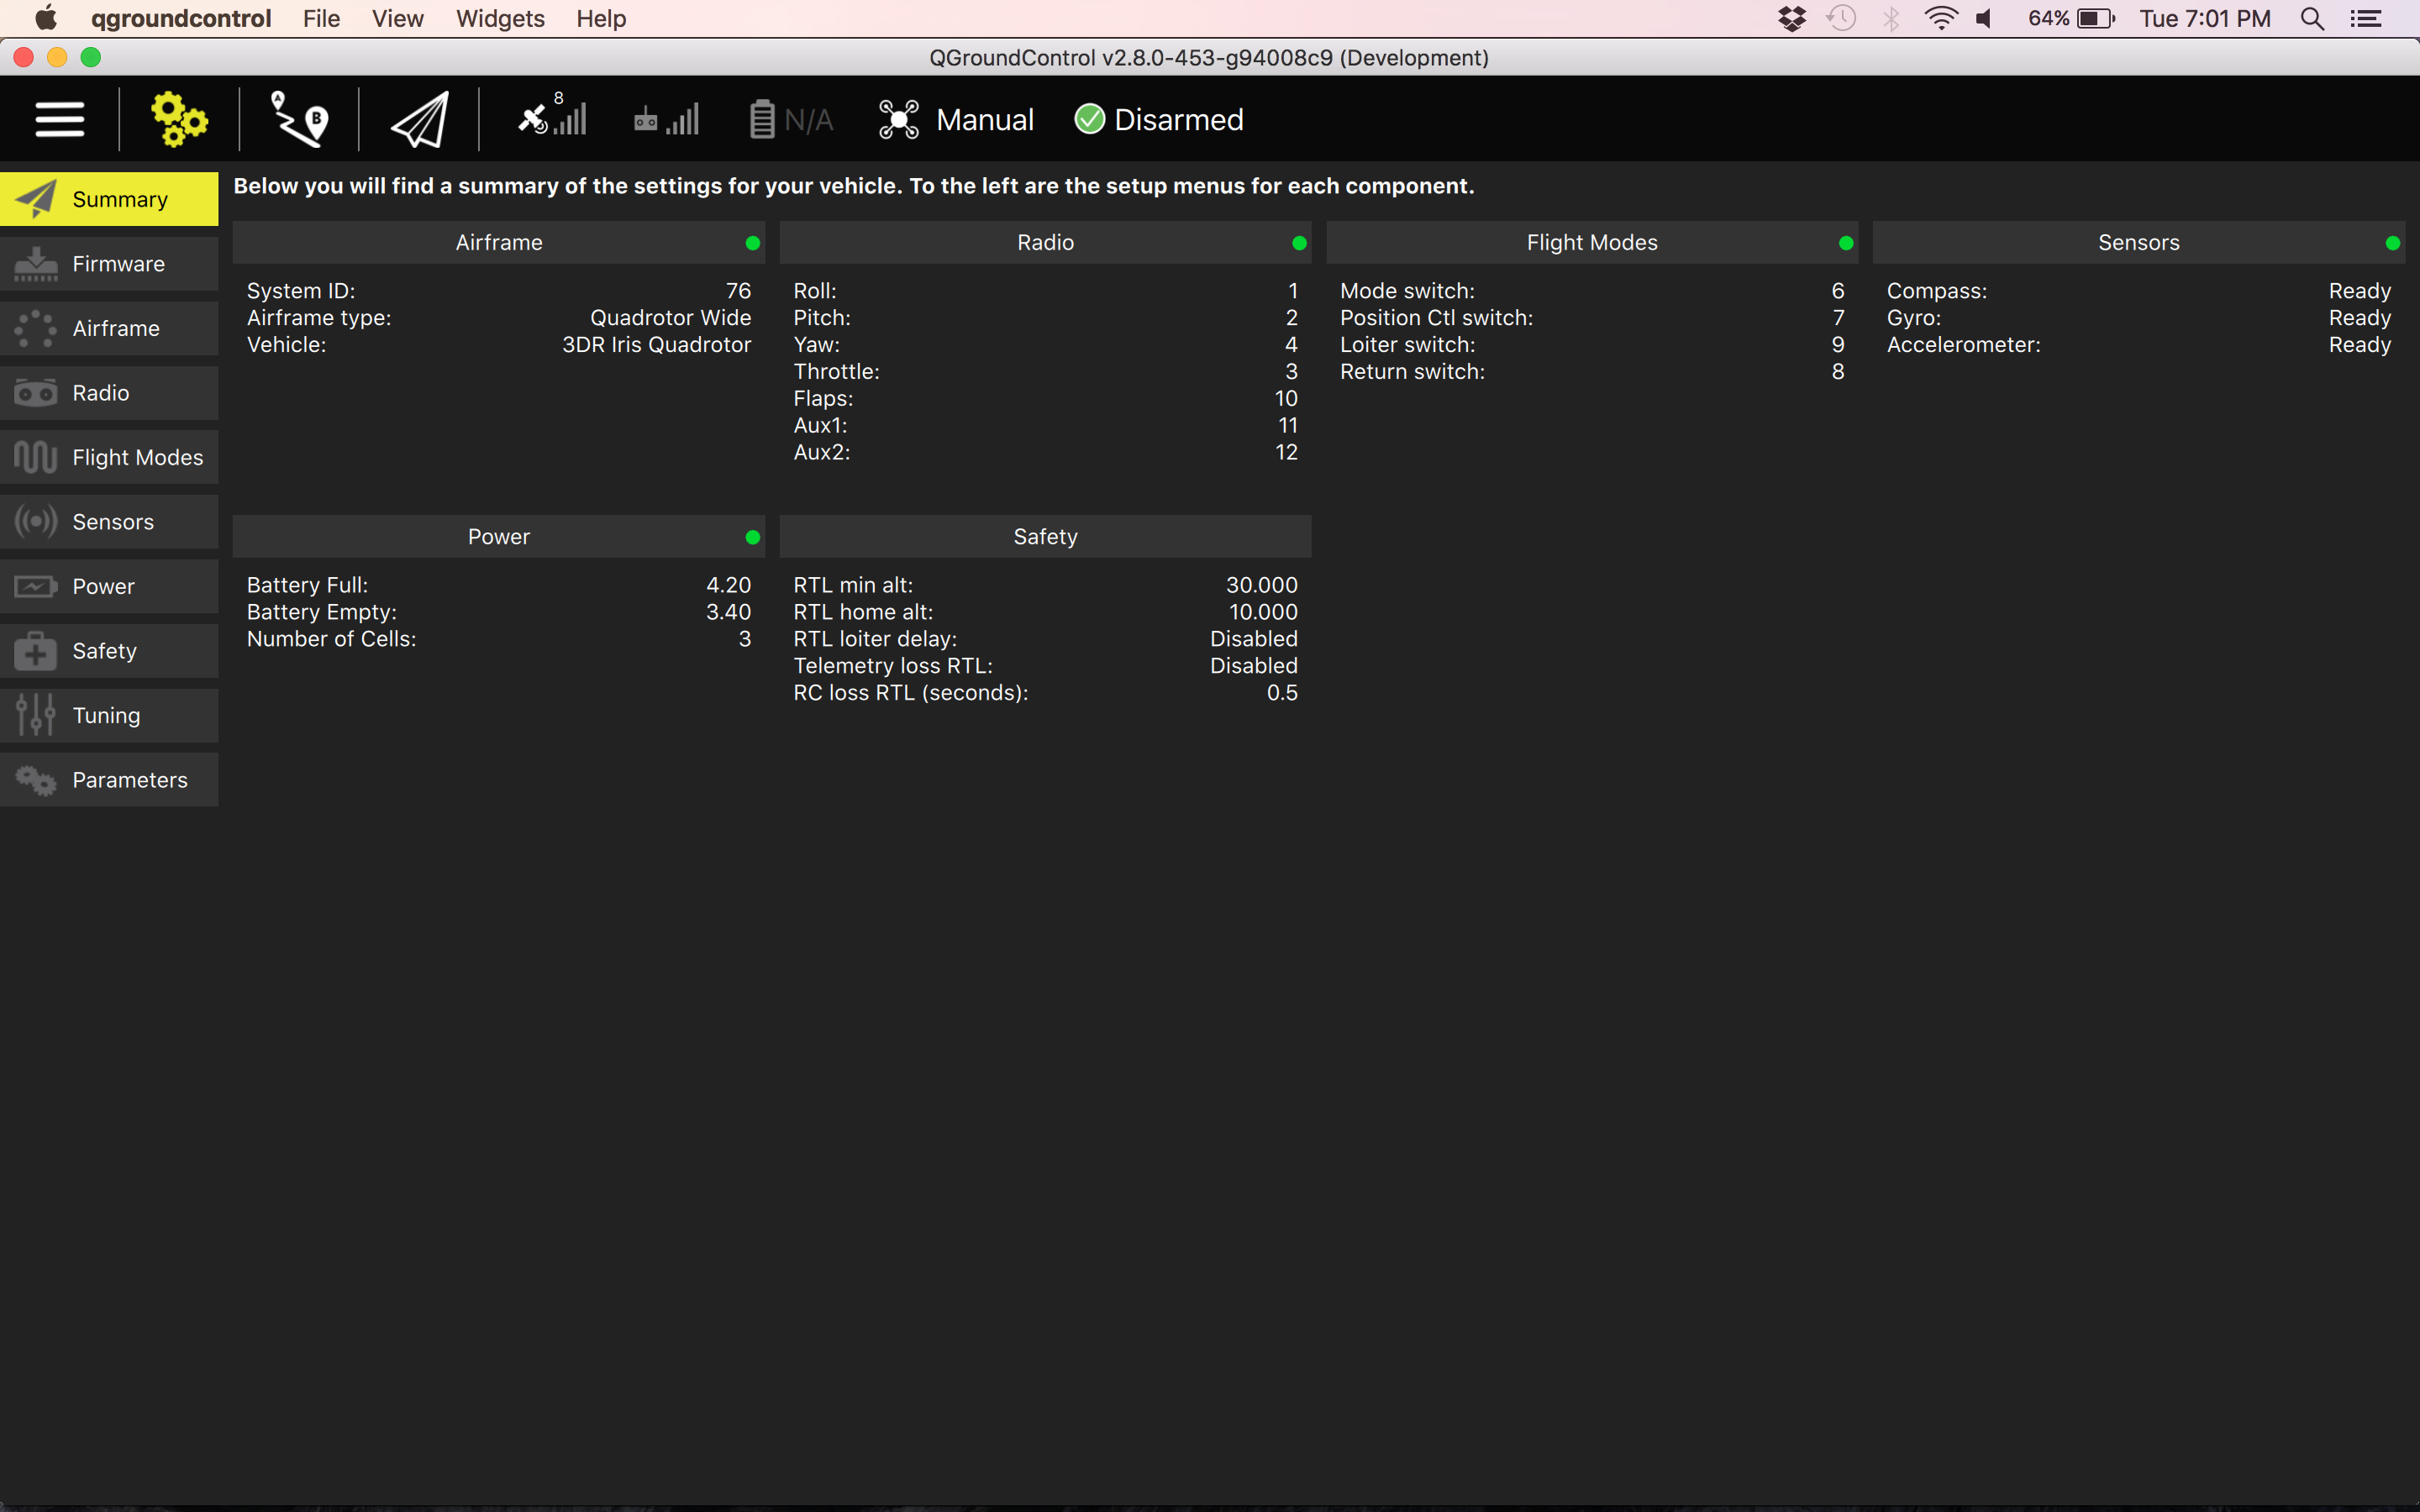 qgroundcontrol File View Widgets Help 64% Tue 7:01 PM
QGroundControl v2.8.0-453-g94008c9 (Development)
A B 8 N/A Manual Disarmed
Below you will find a summary of the settings for your vehicle. To the left are the setup menus for each component.
Summary
Firmware
Airframe
Radio
Flight Modes
Sensors
Power
Safety
Tuning
Parameters
Airframe
System ID: 76
Airframe type: Quadrotor Wide
Vehicle: 3DR Iris Quadrotor
Radio
Roll: 1
Pitch: 2
Yaw: 4
Throttle: 3
Flaps: 10
Aux1: 11
Aux2: 12
Flight Modes
Mode switch: 6
Position Ctl switch: 7
Loiter switch: 9
Return switch: 8
Sensors
Compass: Ready
Gyro: Ready
Accelerometer: Ready
Power
Battery Full: 4.20
Battery Empty: 3.40
Number of Cells: 3
Safety
RTL min alt: 30.000
RTL home alt: 10.000
RTL loiter delay: Disabled
Telemetry loss RTL: Disabled
RC loss RTL (seconds): 0.5